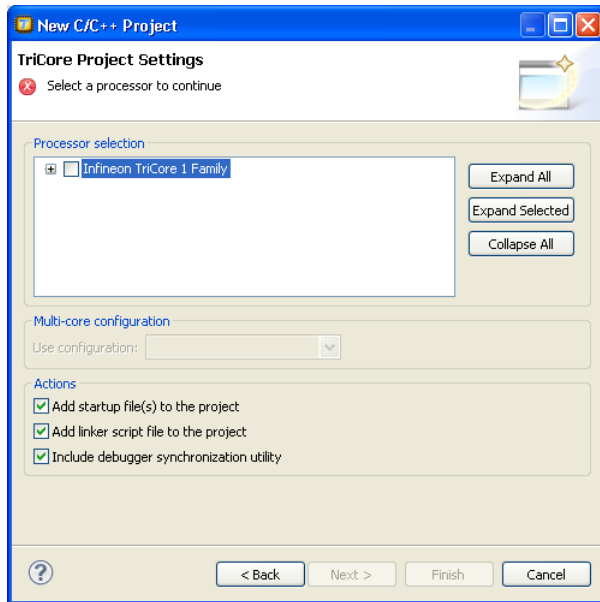 New C/C++ Project
TriCore Project Settings
Select a processor to continue
Processor selection
Infineon TriCore 1 Family
Expand All
Expand Selected
Collapse All
Multi-core configuration
Use configuration:
Actions
Add startup file(s) to the project
Add linker script file to the project
Include debugger synchronization utility
< Back
Next >
Finish
Cancel